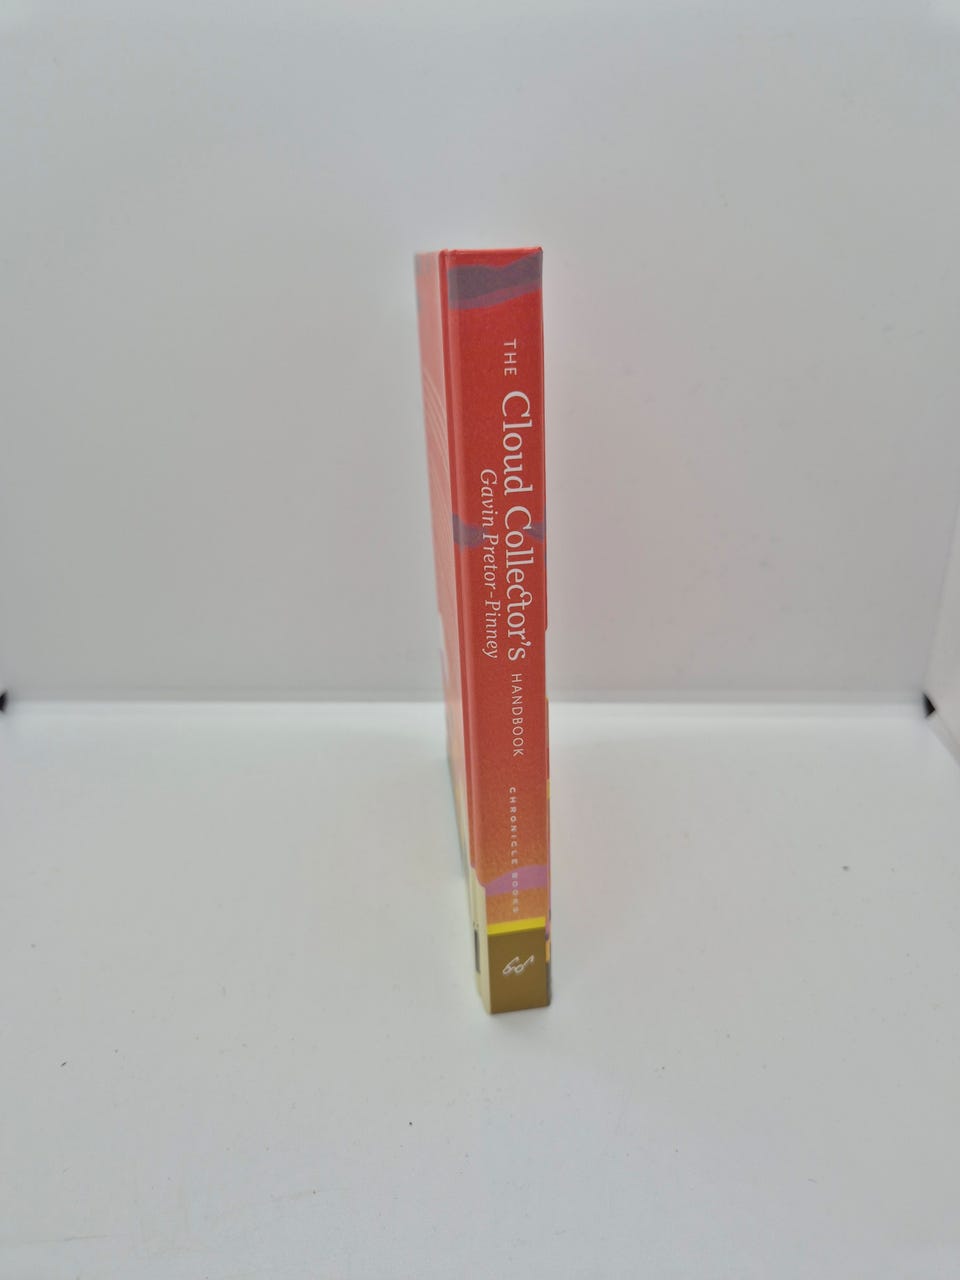 THE Cloud Collector's HANDBOOK
Gavin Pretor-Pinney
CHRONICLE BOOKS